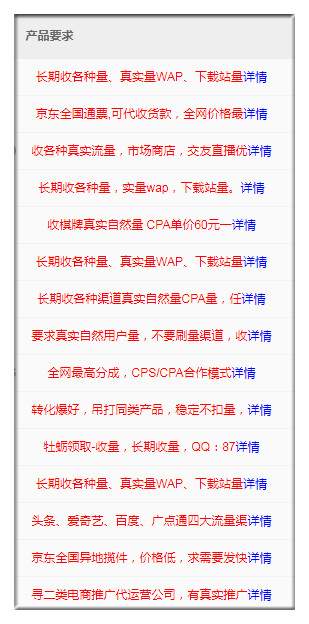 产品要求
长期收各种量、真实量WAP、下载站量详情
京东全国通票,可代收货款，全网价格最详情
收各种真实流量，市场商店，交友直播优详情
长期收各种量，实量wap，下载站量。详情
收棋牌真实自然量 CPA单价60元一详情
长期收各种量、真实量WAP、下载站量详情
长期收各种渠道真实自然量CPA量，任详情
要求真实自然用户量，不要刷量渠道，收详情
全网最高分成，CPS/CPA合作模式详情
转化爆好，吊打同类产品，稳定不扣量，详情
牡蛎领取-收量，长期收量，QQ：87详情
长期收各种量、真实量WAP、下载站量详情
头条、爱奇艺、百度、广点通四大流量渠详情
京东全国异地揽件，价格低，求需要发快详情
寻二类电商推广代运营公司，有真实推广详情